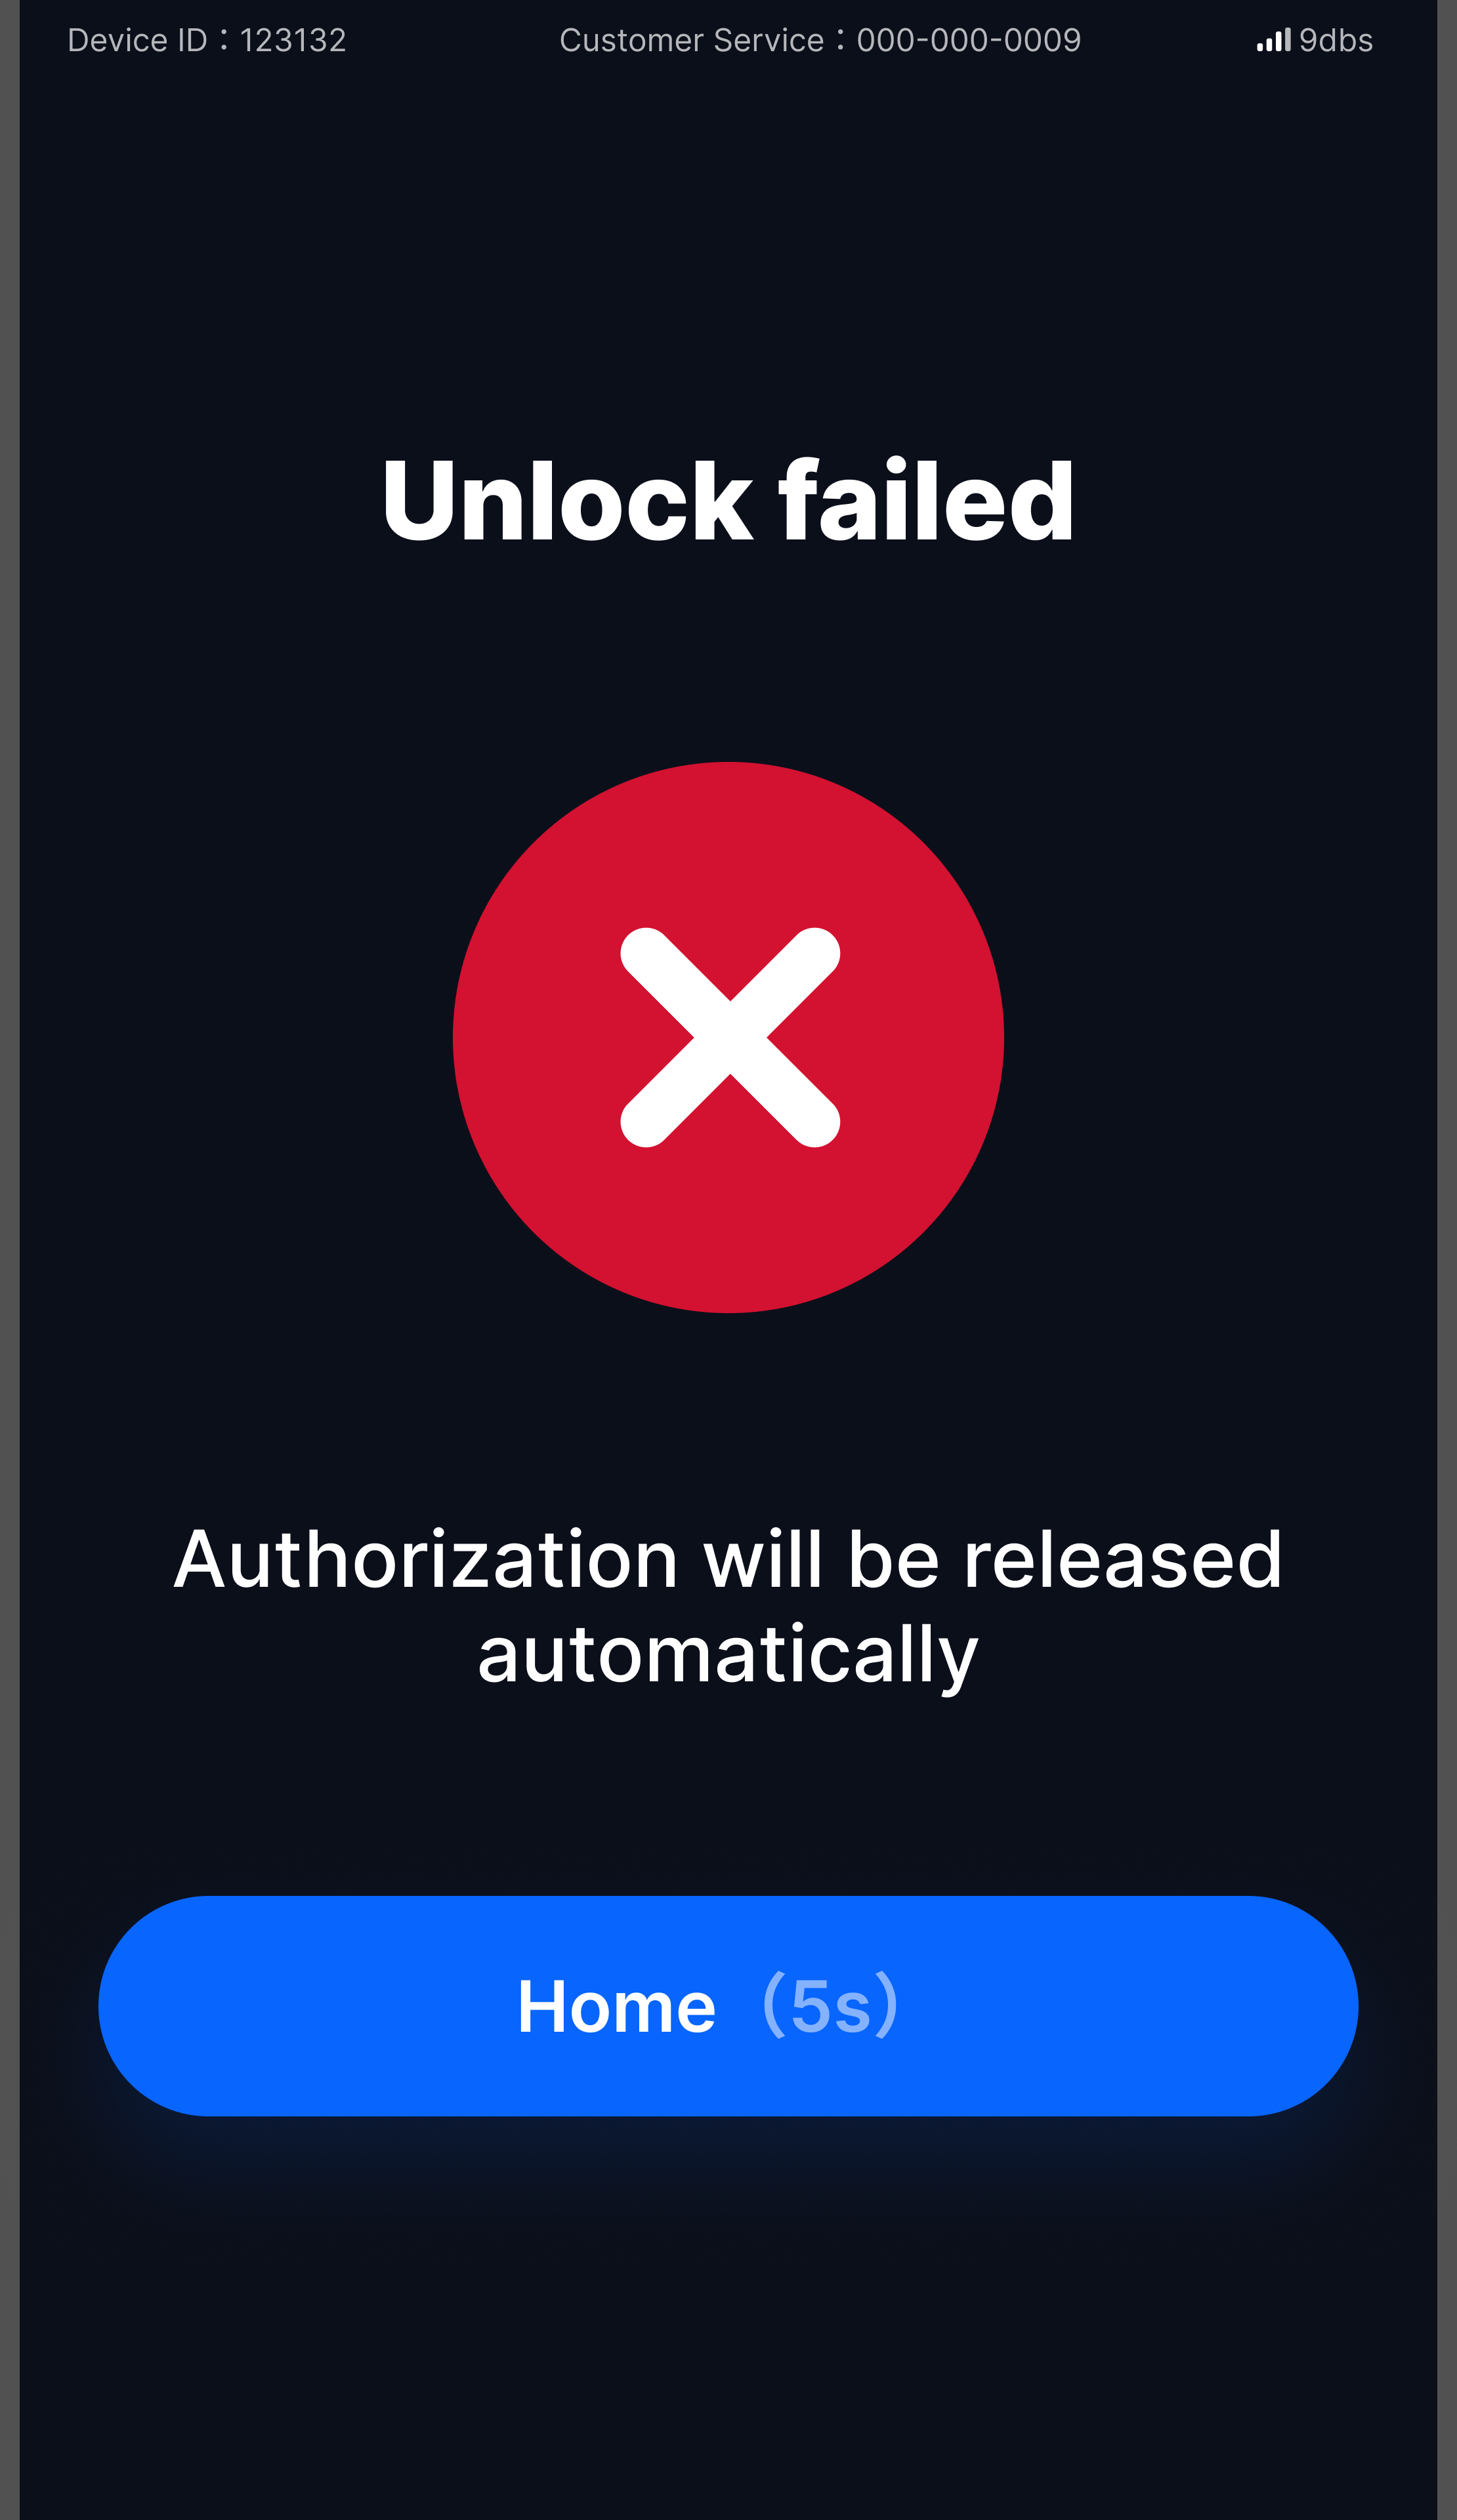 Device ID : 123132 Customer Service : 000-000-0009 9dbs
Unlock failed
Authorization will be released
automatically
Home (5s)